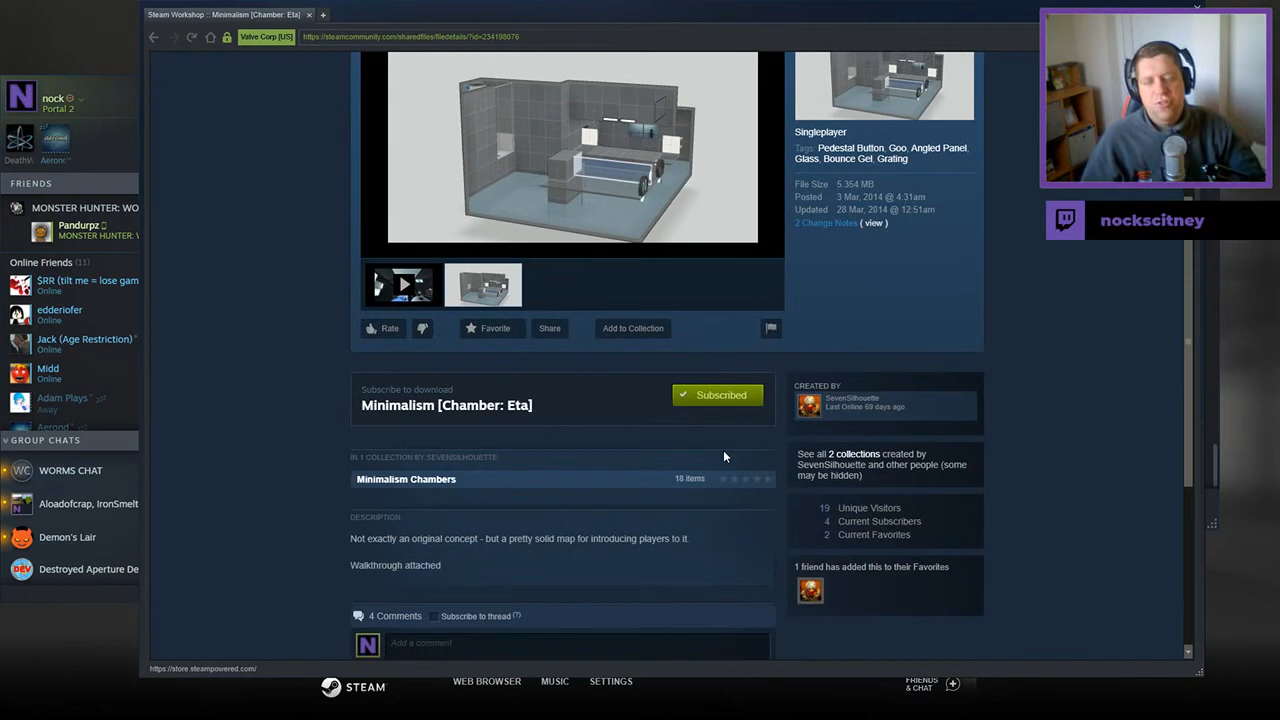 Steam Workshop :: Minimalism [Chamber: Eta]
Valve Corp [US]
https://steamcommunity.com/sharedfiles/filedetails/?id=234198076
N
nock
Portal 2
Aerond
FRIENDS
MONSTER HUNTER: WO
Pandurpz
MONSTER HUNTER: W
Online Friends (11)
$RR (tilt me = lose gam
Online
edderiofer
Online
Jack (Age Restriction)*
Online
Midd
Online
Adam Plays
Away
Aerond
GROUP CHATS
WC WORMS CHAT
Aloadofcrap, IronSmelt
Demon's Lair
DEV Destroyed Aperture De
Singleplayer
Tags: Pedestal Button, Goo, Angled Panel,
Glass, Bounce Gel, Grating
File Size 5.354 MB
Posted 3 Mar, 2014 @ 4:31am
Updated 28 Mar, 2014 @ 12:51am
2 Change Notes ( view )
Rate
Favorite
Share
Add to Collection
Subscribe to download
Minimalism [Chamber: Eta]
Subscribed
IN 1 COLLECTION BY SEVENSILHOUETTE
Minimalism Chambers 18 items
DESCRIPTION
Not exactly an original concept - but a pretty solid map for introducing players to it.
Walkthrough attached
4 Comments Subscribe to thread (?)
N Add a comment
CREATED BY
SevenSilhouette
Last Online 69 days ago
See all 2 collections created by
SevenSilhouette and other people (some
may be hidden)
19 Unique Visitors
4 Current Subscribers
2 Current Favorites
1 friend has added this to their Favorites
https://store.steampowered.com/
STEAM
WEB BROWSER
MUSIC
SETTINGS
FRIENDS
& CHAT
nockscitney